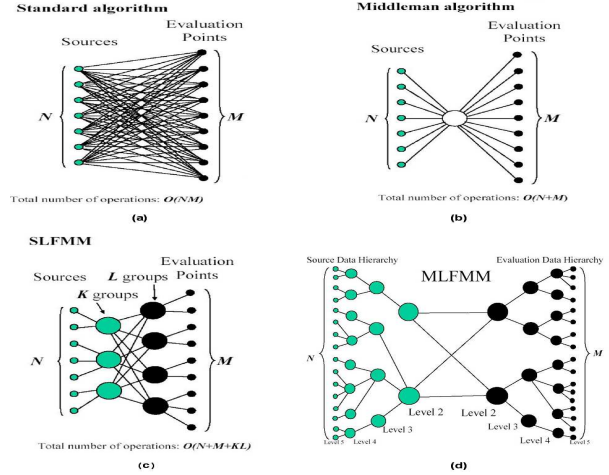 Standard algorithm
Sources
Evaluation
Points
N
M
Total number of operations: O(NM)
(a)
Middleman algorithm
Sources
Evaluation
Points
N
M
Total number of operations: O(N+M)
(b)
SLFMM
Sources
L groups
Evaluation
Points
K groups
N
M
Total number of operations: O(N+M+KL)
(c)
Source Data Hierarchy
MLFMM
Evaluation Data Hierarchy
N
M
Level 2
Level 2
Level 3
Level 3
Level 5
Level 4
Level 4
Level 5
(d)